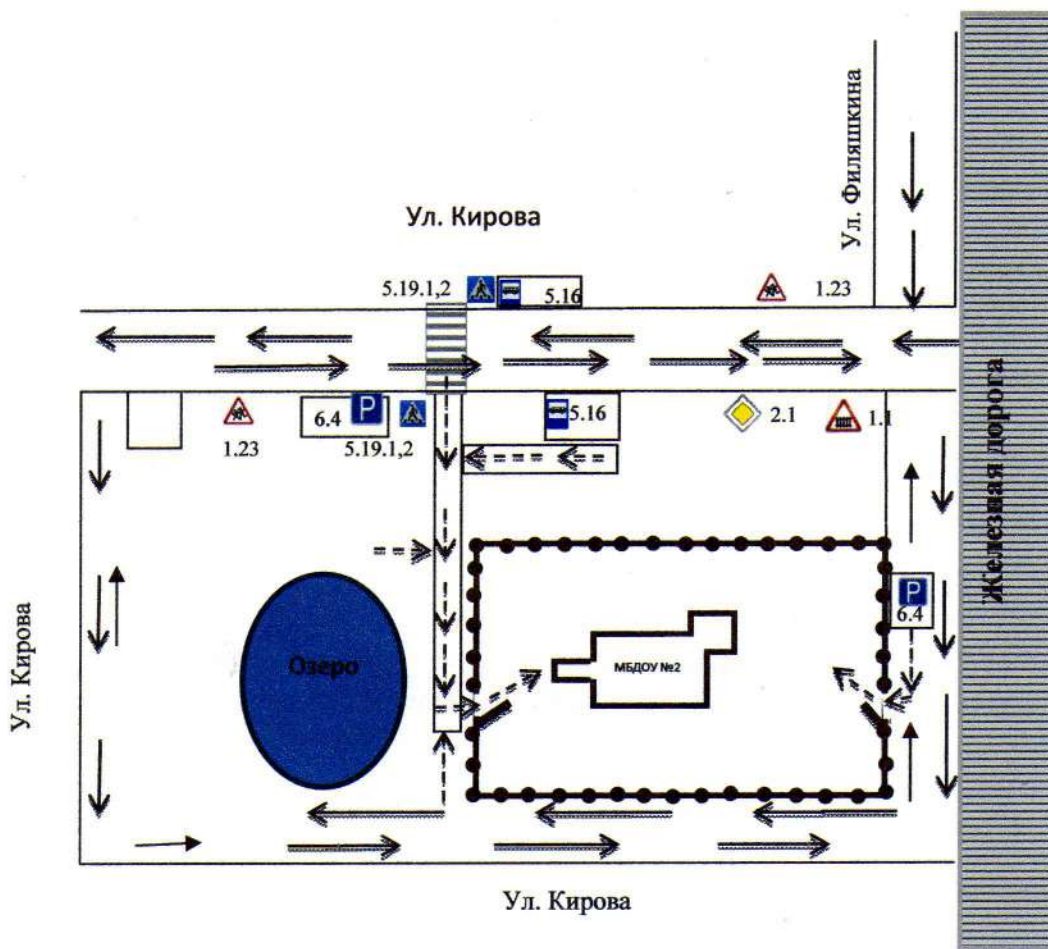 Ул. Филяшкина
Ул. Кирова
5.19.1,2
5.16
1.23
Железная дорога
6.4
P
5.16
2.1
1.1
1.23
5.19.1,2
P
6.4
Ул. Кирова
Озеро
МБДОУ №2
Ул. Кирова